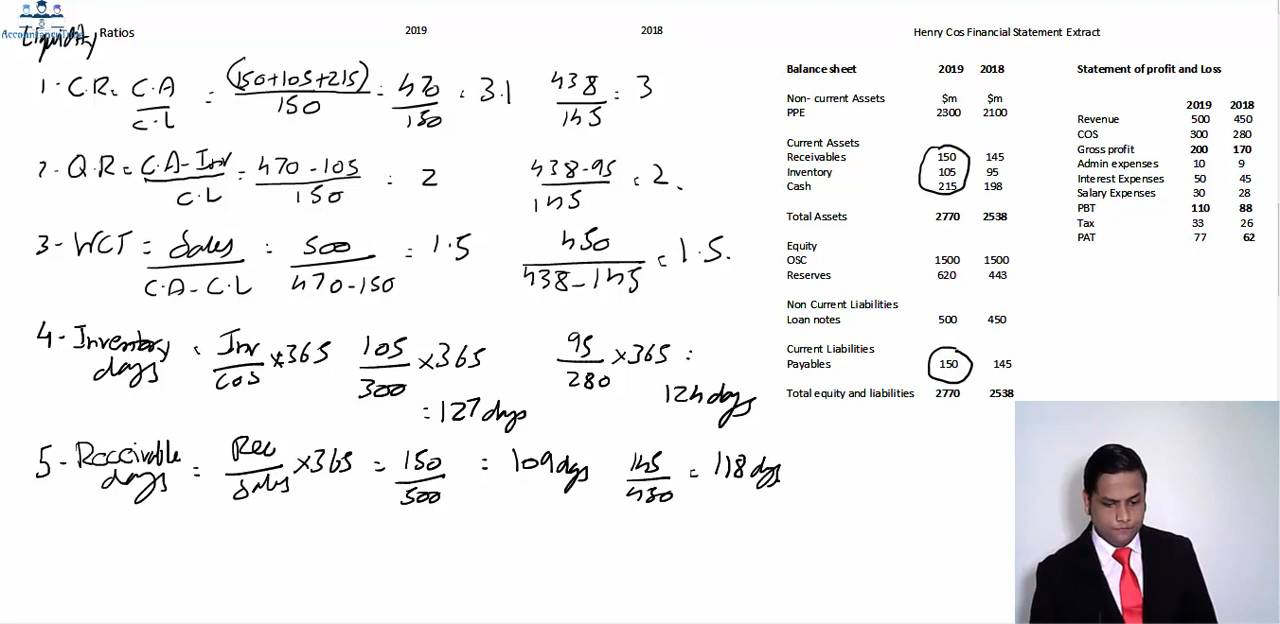 Accountancy
Liquidity Ratios 2019 2018
1- C.R = C.A / C.L = (150+105+215) / 150 = 470 / 150 = 3.1 438 / 145 = 3
2- Q.R = C.A - Inv / C.L = 470-105 / 150 = 2 438-95 / 145 = 2.
3- WCT = Sales / C.A - C.L = 500 / 470-150 = 1.5 450 / 438-145 = 1.5.
4- Inventory days = Inv / COS × 365 105 / 300 × 365 = 127 days 95 / 280 × 365 = 124 days
5- Receivable days = Rec / Sales × 365 = 150 / 500 = 109 days 145 / 450 = 118 days
Henry Cos Financial Statement Extract
Balance sheet 2019 2018
Non- current Assets $m $m
PPE 2300 2100
Current Assets
Receivables 150 145
Inventory 105 95
Cash 215 198
Total Assets 2770 2538
Equity
OSC 1500 1500
Reserves 620 443
Non Current Liabilities
Loan notes 500 450
Current Liabilities
Payables 150 145
Total equity and liabilities 2770 2538
Statement of profit and Loss
2019 2018
Revenue 500 450
COS 300 280
Gross profit 200 170
Admin expenses 10 9
Interest Expenses 50 45
Salary Expenses 30 28
PBT 110 88
Tax 33 26
PAT 77 62